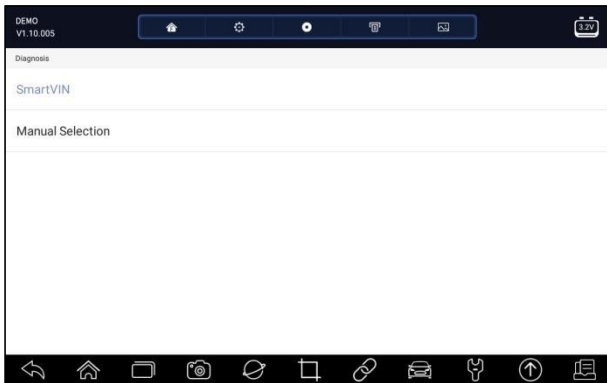 DEMO
V1.10.005
3.2V
Diagnosis
SmartVIN
Manual Selection